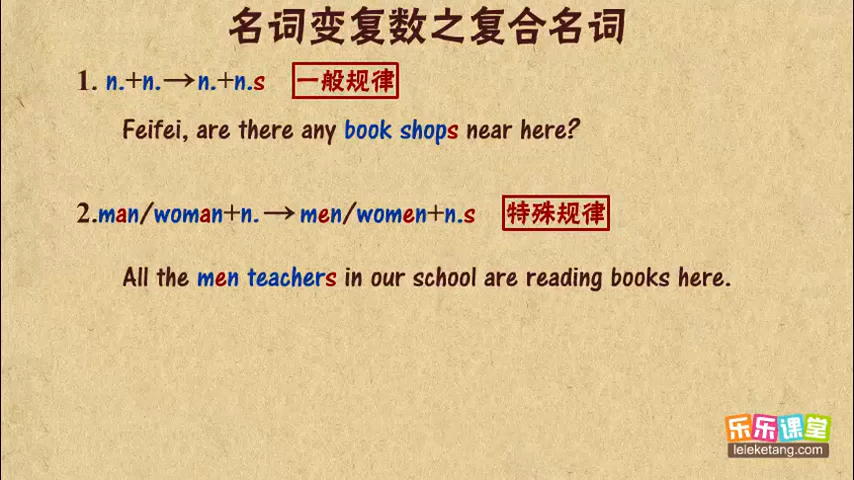 名词变复数之复合名词
1. n.+n.→n.+n.s 一般规律
Feifei, are there any book shops near here?
2.man/woman+n.→men/women+n.s 特殊规律
All the men teachers in our school are reading books here.
乐乐课堂
leleketang.com